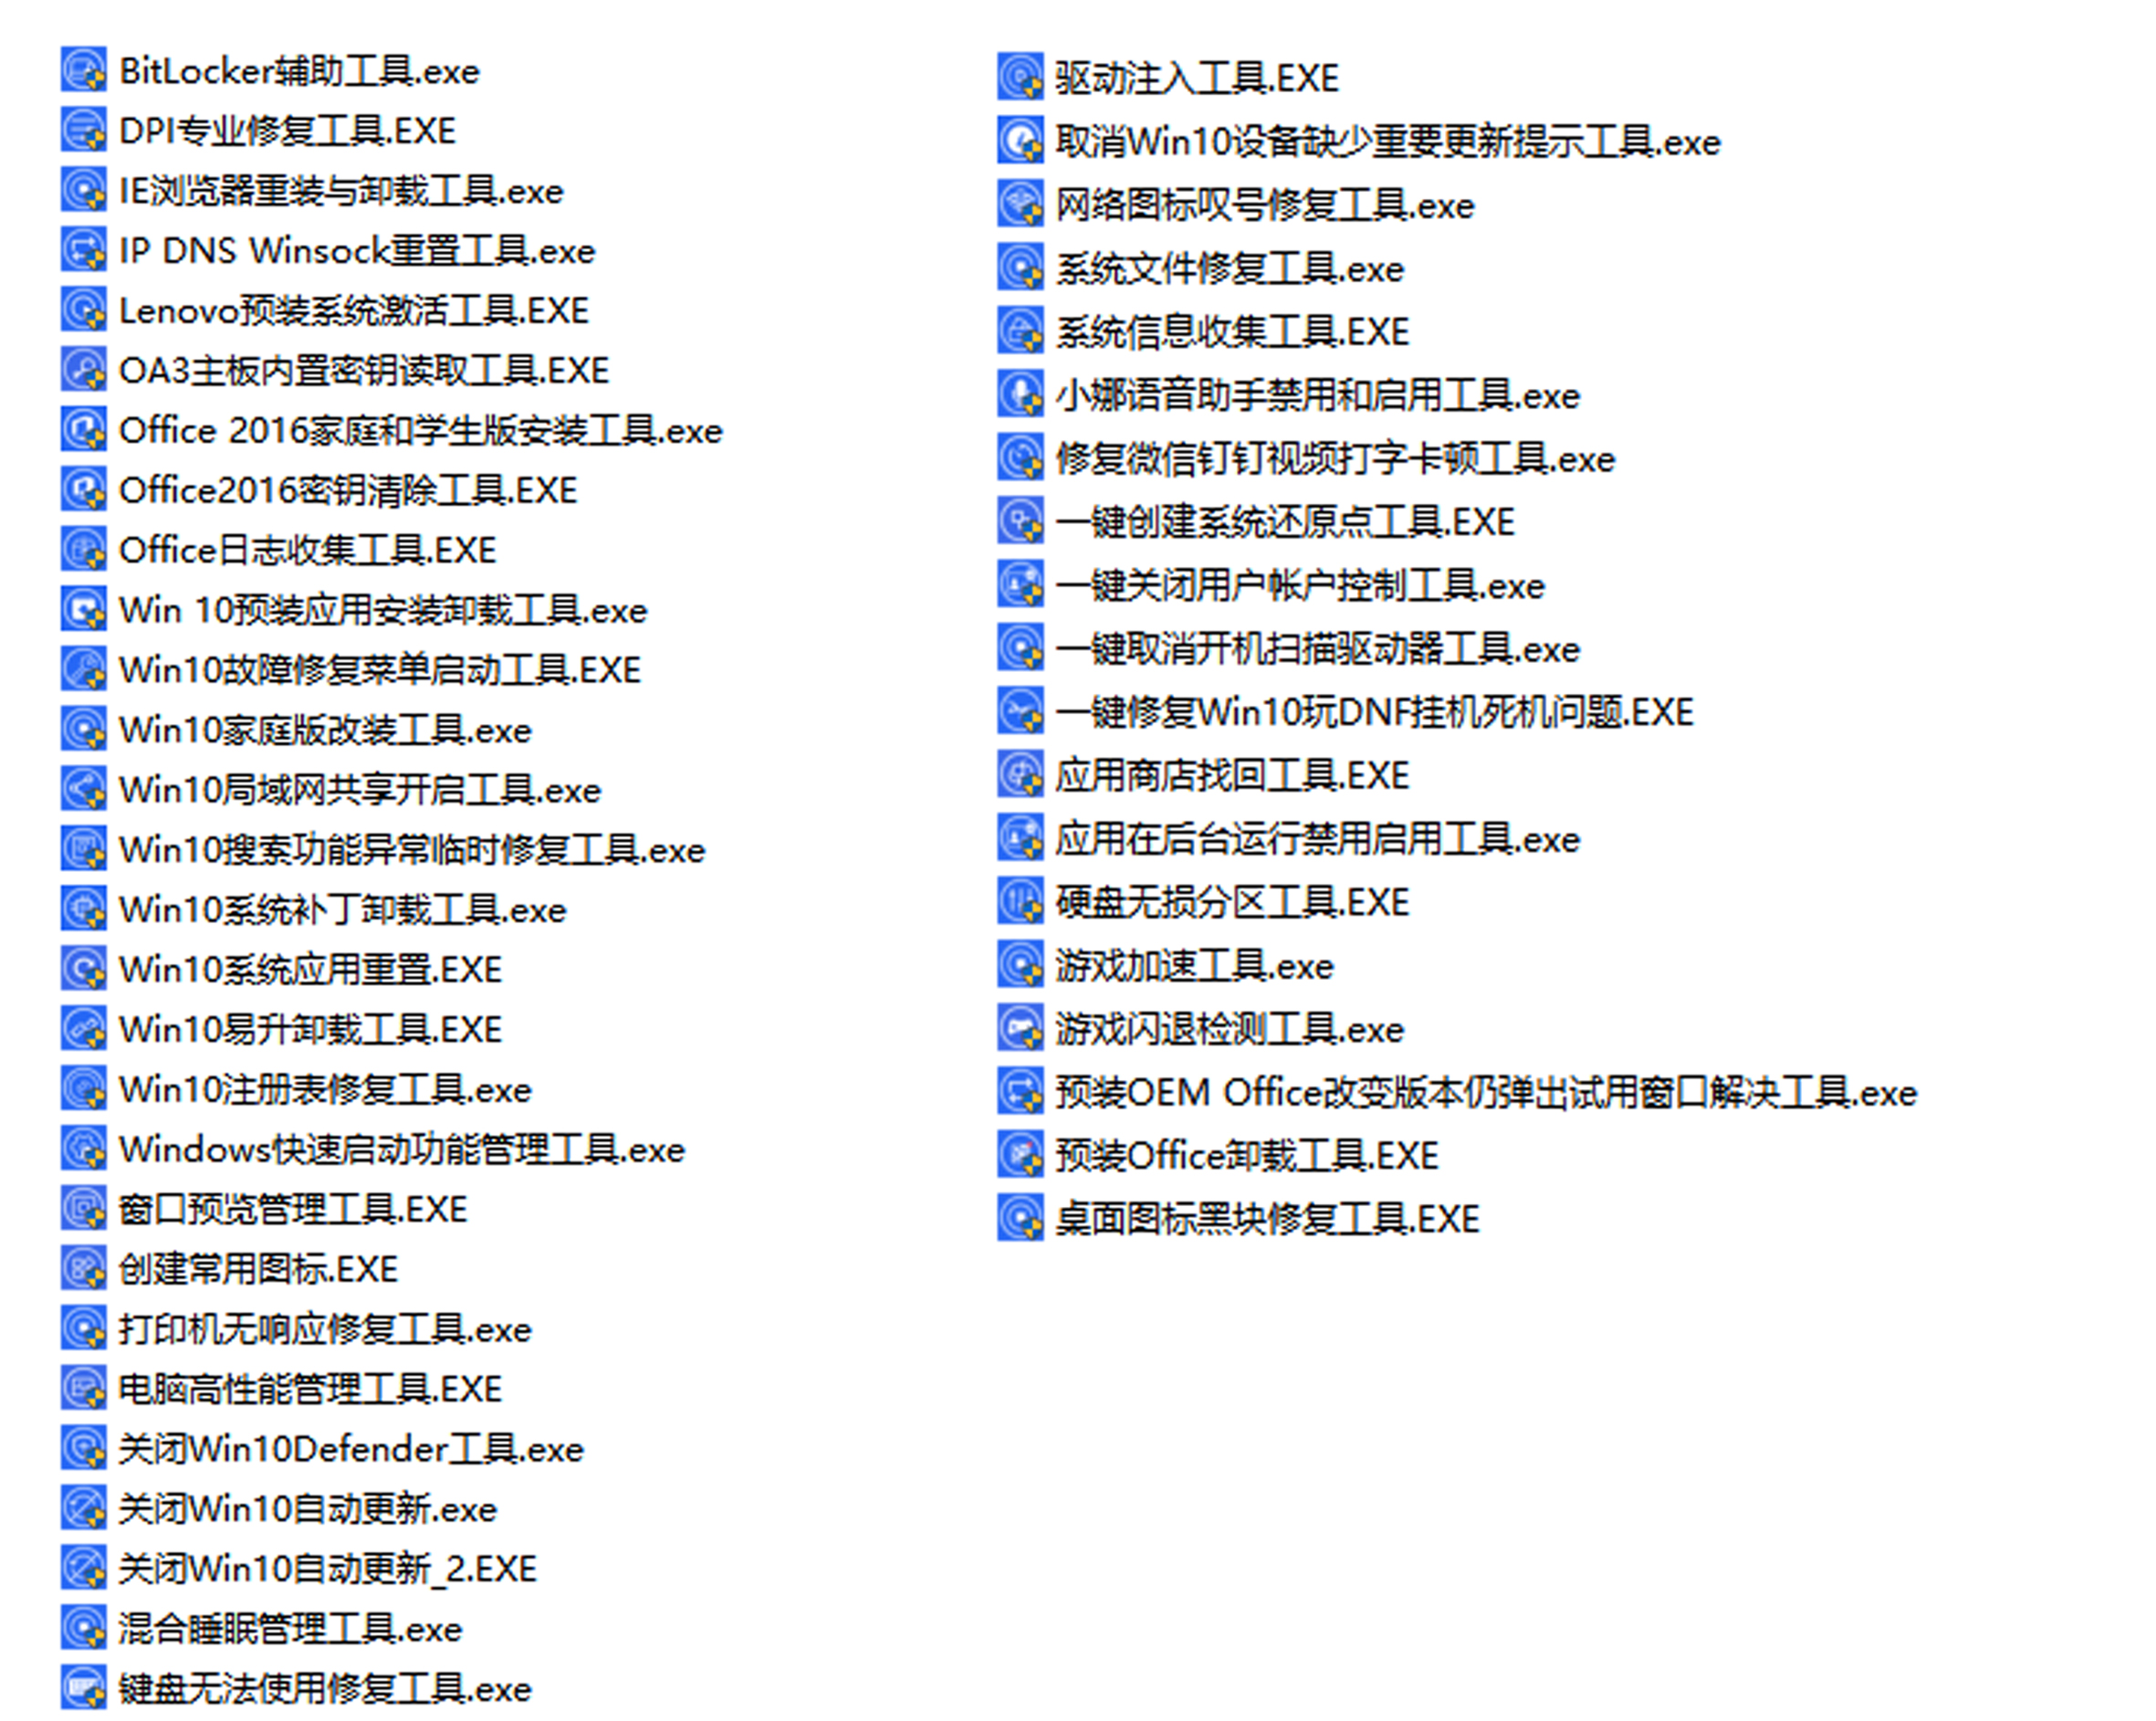 BitLocker辅助工具.exe
DPI专业修复工具.EXE
IE浏览器重装与卸载工具.exe
IP DNS Winsock重置工具.exe
Lenovo预装系统激活工具.EXE
OA3主板内置密钥读取工具.EXE
Office 2016家庭和学生版安装工具.exe
Office2016密钥清除工具.EXE
Office日志收集工具.EXE
Win 10预装应用安装卸载工具.exe
Win10故障修复菜单启动工具.EXE
Win10家庭版改装工具.exe
Win10局域网共享开启工具.exe
Win10搜索功能异常临时修复工具.exe
Win10系统补丁卸载工具.exe
Win10系统应用重置.EXE
Win10易升卸载工具.EXE
Win10注册表修复工具.exe
Windows快速启动功能管理工具.exe
窗口预览管理工具.EXE
创建常用图标.EXE
打印机无响应修复工具.exe
电脑高性能管理工具.EXE
关闭Win10Defender工具.exe
关闭Win10自动更新.exe
关闭Win10自动更新_2.EXE
混合睡眠管理工具.exe
键盘无法使用修复工具.exe
驱动注入工具.EXE
取消Win10设备缺少重要更新提示工具.exe
网络图标叹号修复工具.exe
系统文件修复工具.exe
系统信息收集工具.EXE
小娜语音助手禁用和启用工具.exe
修复微信钉钉视频打字卡顿工具.exe
一键创建系统还原点工具.EXE
一键关闭用户帐户控制工具.exe
一键取消开机扫描驱动器工具.exe
一键修复Win10玩DNF挂机死机问题.EXE
应用商店找回工具.EXE
应用在后台运行禁用启用工具.exe
硬盘无损分区工具.EXE
游戏加速工具.exe
游戏闪退检测工具.exe
预装OEM Office改变版本仍弹出试用窗口解决工具.exe
预装Office卸载工具.EXE
桌面图标黑块修复工具.EXE